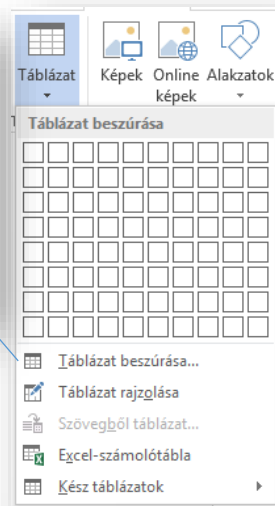 Táblázat
Képek
Online
képek
Alakzatok
Táblázat beszúrása
Táblázat beszúrása...
Táblázat rajzolása
Szövegből táblázat...
Excel-számolótábla
Kész táblázatok